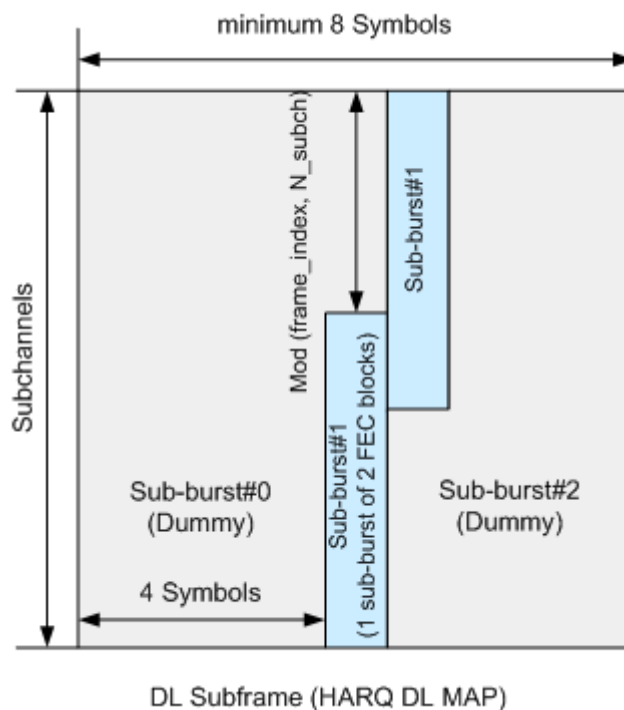 minimum 8 Symbols
Subchannels
Mod (frame_index, N_subch)
Sub-burst#1
Sub-burst#1
(1 sub-burst of 2 FEC blocks)
Sub-burst#0
(Dummy)
Sub-burst#2
(Dummy)
4 Symbols
DL Subframe (HARQ DL MAP)